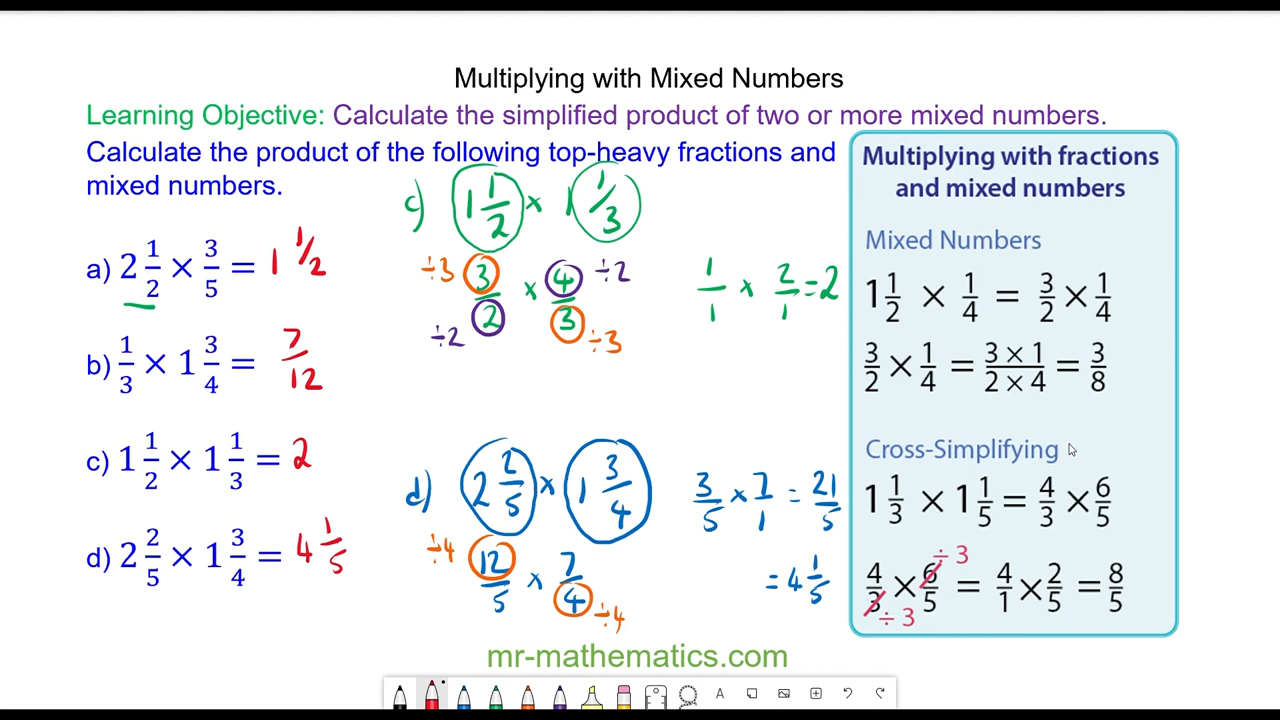 Multiplying with Mixed Numbers
Learning Objective: Calculate the simplified product of two or more mixed numbers.
Calculate the product of the following top-heavy fractions and
mixed numbers.
a) 2 1/2 × 3/5 = 1 1/2
b) 1/3 × 1 3/4 = 7/12
c) 1 1/2 × 1 1/3 = 2
d) 2 2/5 × 1 3/4 = 4 1/5
c) 1 1/2 × 1 1/3
÷3 3/2 × 4/3 ÷2
÷2 ÷3
1/1 × 2/1 = 2
d) 2 2/5 × 1 3/4
÷4 12/5 × 7/4 ÷4
3/5 × 7/1 = 21/5
= 4 1/5
Multiplying with fractions
and mixed numbers
Mixed Numbers
1 1/2 × 1/4 = 3/2 × 1/4
3/2 × 1/4 = 3 × 1/2 × 4 = 3/8
Cross-Simplifying
1 1/3 × 1 1/5 = 4/3 × 6/5
÷ 3
4/3 × 6/5 = 4/1 × 2/5 = 8/5
÷ 3
mr-mathematics.com
A